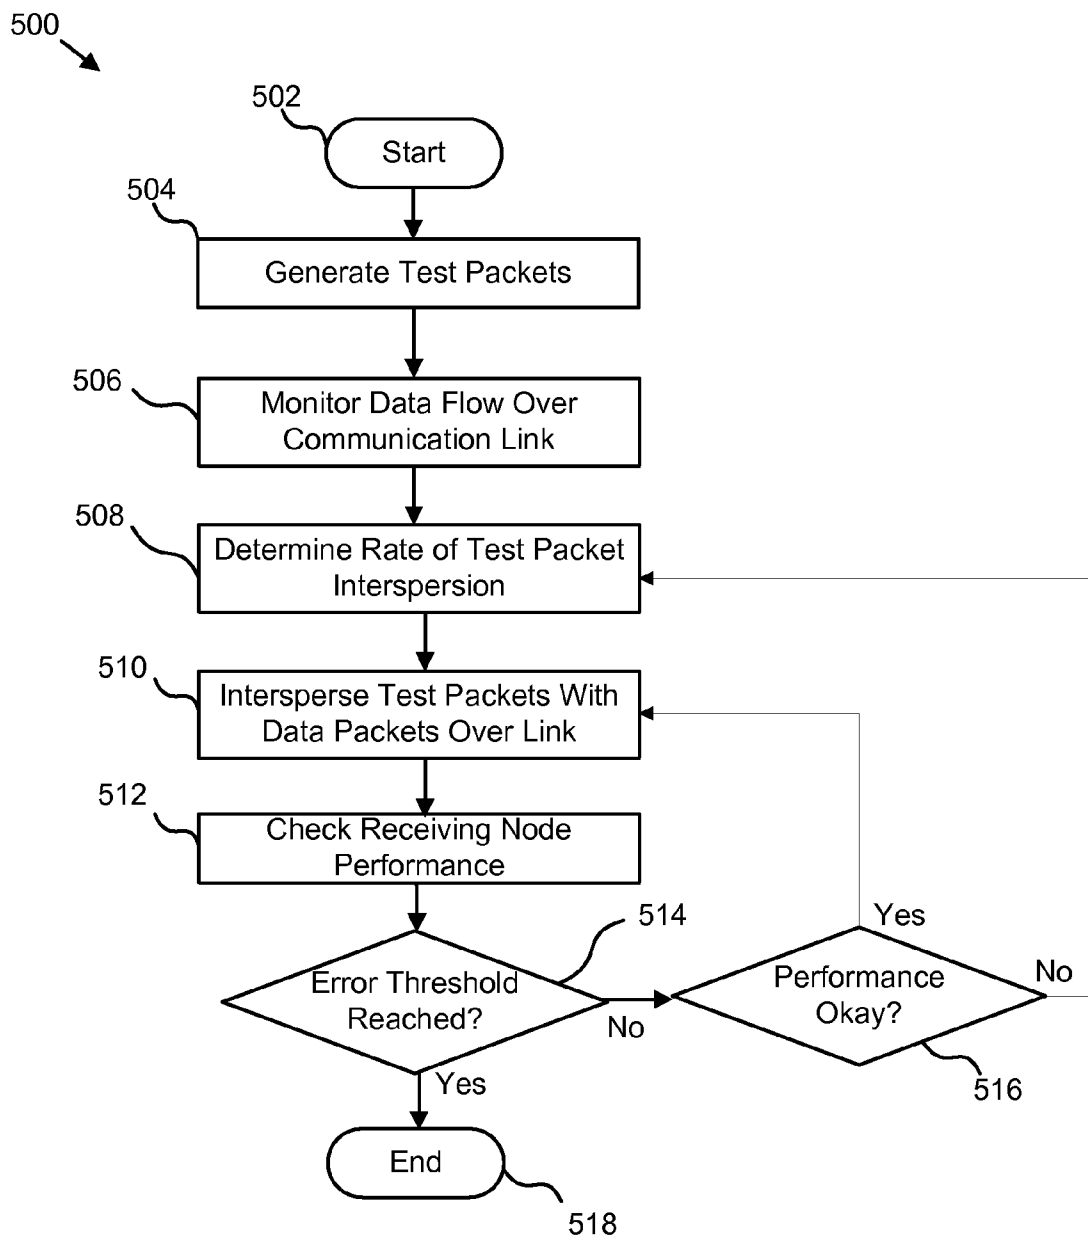 500
502
Start
504
Generate Test Packets
506
Monitor Data Flow Over
Communication Link
508
Determine Rate of Test Packet
Interspersion
510
Intersperse Test Packets With
Data Packets Over Link
512
Check Receiving Node
Performance
514
Error Threshold
Reached?
No
Yes
Performance
Okay?
Yes
No
516
End
518